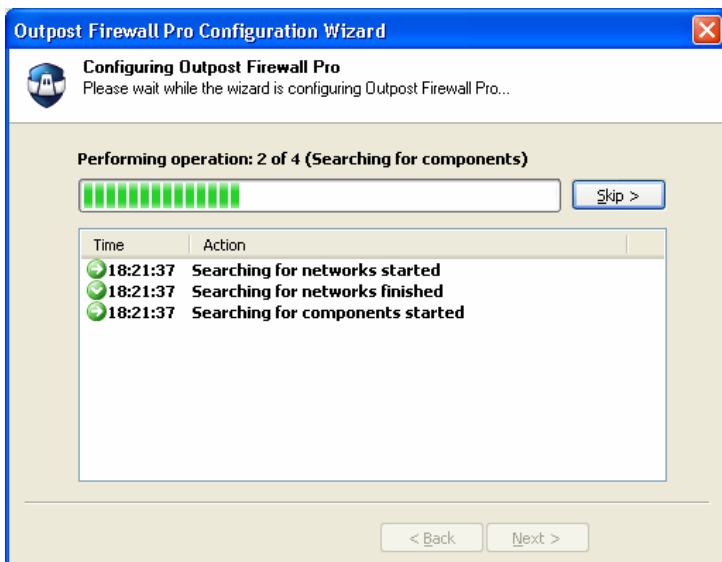 Outpost Firewall Pro Configuration Wizard
Configuring Outpost Firewall Pro
Please wait while the wizard is configuring Outpost Firewall Pro...
Performing operation: 2 of 4 (Searching for components)
Skip >
Time Action
18:21:37 Searching for networks started
18:21:37 Searching for networks finished
18:21:37 Searching for components started
< Back Next >